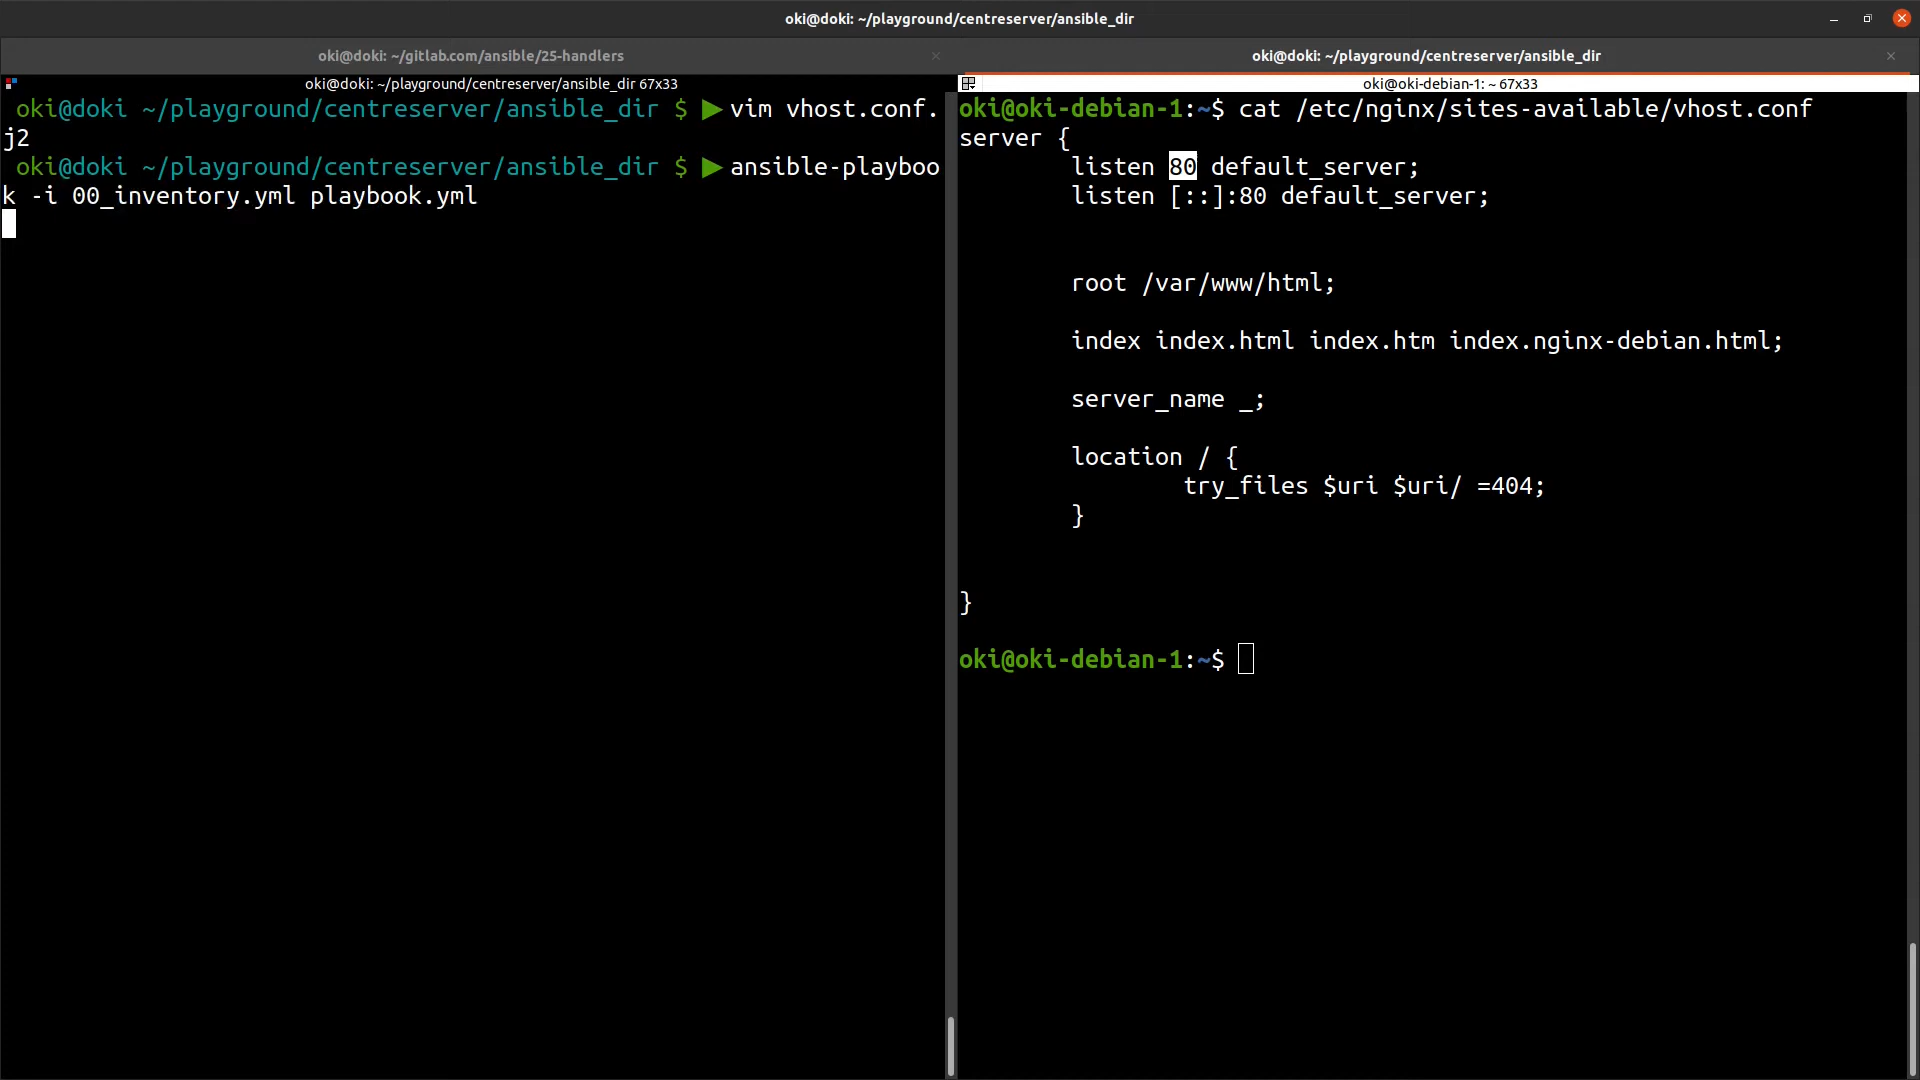 oki@doki: ~/playground/centreserver/ansible_dir
oki@doki: ~/gitlab.com/ansible/25-handlers
oki@doki: ~/playground/centreserver/ansible_dir
oki@doki: ~/playground/centreserver/ansible_dir 67x33
oki@doki ~/playground/centreserver/ansible_dir $ ▶vim vhost.conf.
j2
oki@doki ~/playground/centreserver/ansible_dir $ ▶ansible-playboo
k -i 00_inventory.yml playbook.yml
oki@oki-debian-1: ~ 67x33
oki@oki-debian-1:~$ cat /etc/nginx/sites-available/vhost.conf
server {
        listen 80 default_server;
        listen [::]:80 default_server;
        root /var/www/html;
        index index.html index.htm index.nginx-debian.html;
        server_name _;
        location / {
                try_files $uri $uri/ =404;
        }
}
oki@oki-debian-1:~$